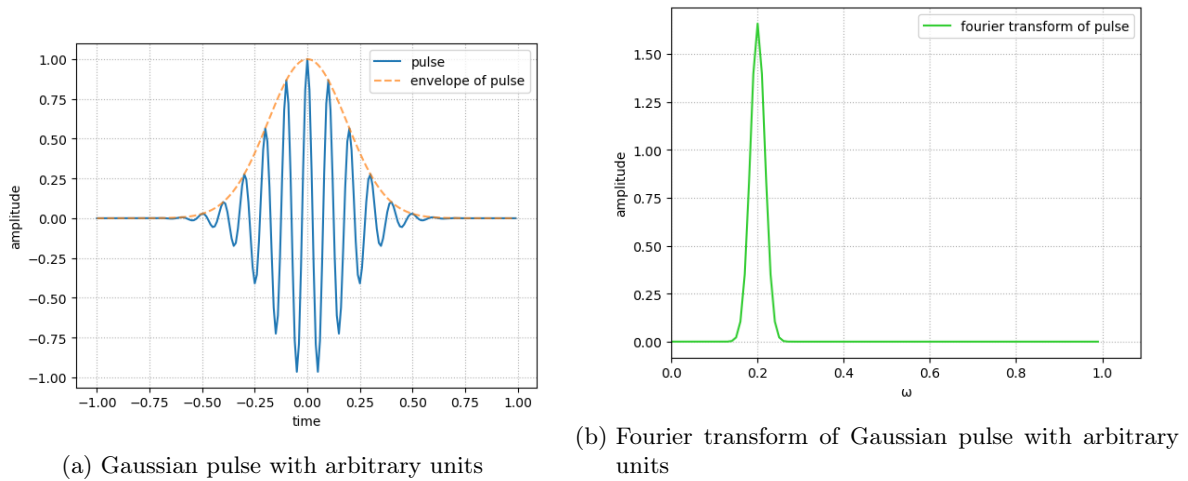 pulse
envelope of pulse
1.00
0.75
0.50
0.25
0.00
−0.25
−0.50
−0.75
−1.00
amplitude
−1.00 −0.75 −0.50 −0.25 0.00 0.25 0.50 0.75 1.00
time
(a) Gaussian pulse with arbitrary units
fourier transform of pulse
1.50
1.25
1.00
0.75
0.50
0.25
0.00
amplitude
0.0 0.2 0.4 0.6 0.8 1.0
ω
(b) Fourier transform of Gaussian pulse with arbitrary
units